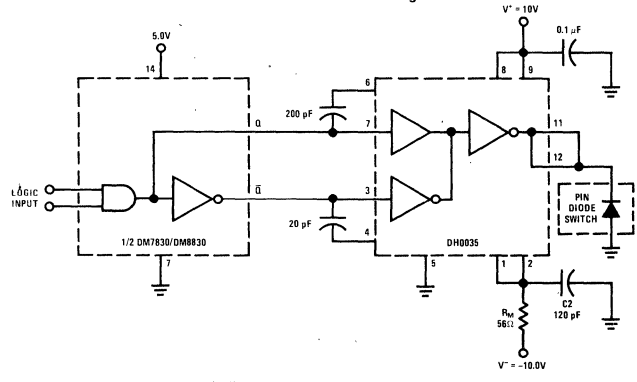 V+ = 10V
5.0V
0.1 μF
14
8
9
6
200 pF
Q
7
11
12
LOGIC
INPUT
Q̅
3
PIN
DIODE
SWITCH
20 pF
4
1/2 DM7830/DM8830
DH0035
7
5
1
2
C2
120 pF
RM
56Ω
V− = −10.0V